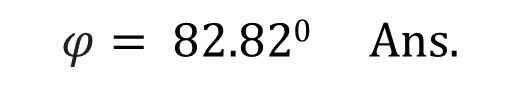 φ = 82.82⁰ Ans.